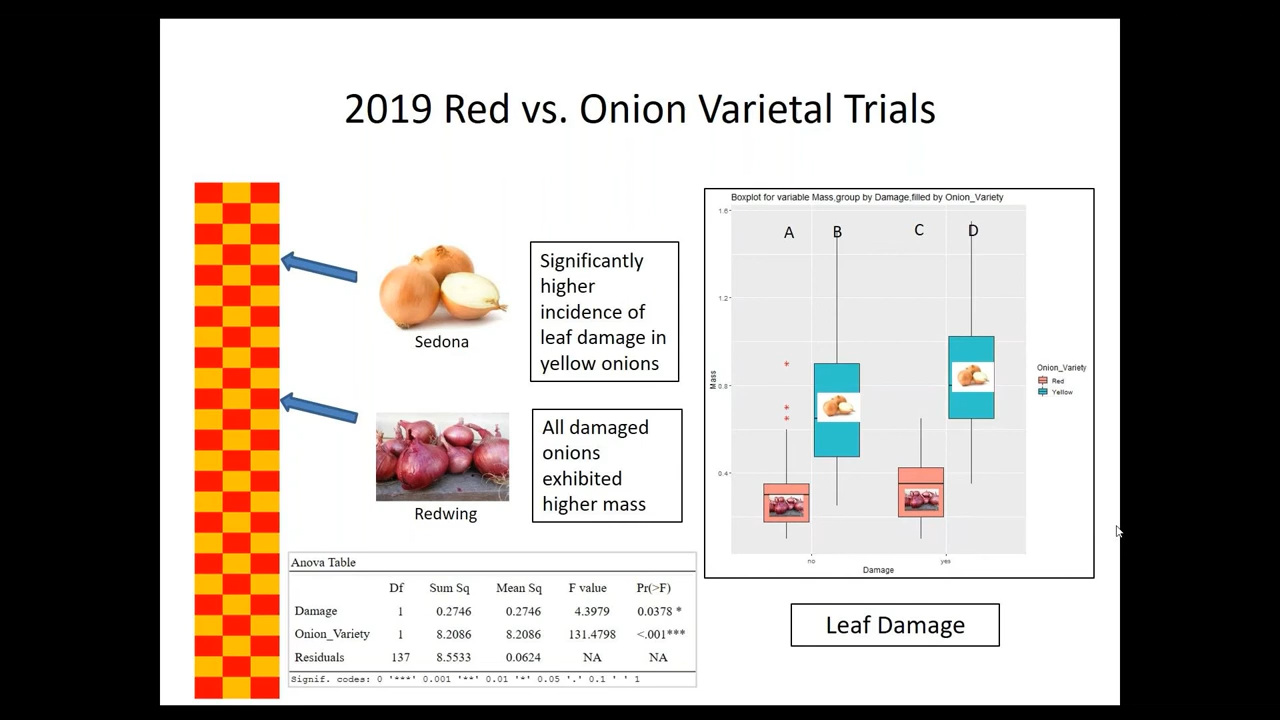 2019 Red vs. Onion Varietal Trials
Significantly
higher
incidence of
leaf damage in
yellow onions
Sedona
All damaged
onions
exhibited
higher mass
Redwing
Anova Table
Df Sum Sq Mean Sq F value Pr(>F)
Damage 1 0.2746 0.2746 4.3979 0.0378 *
Onion_Variety 1 8.2086 8.2086 131.4798 <.001***
Residuals 137 8.5533 0.0624 NA NA
Signif. codes: 0 '***' 0.001 '**' 0.01 '*' 0.05 '.' 0.1 ' ' 1
Boxplot for variable Mass,group by Damage,filled by Onion_Variety
1.6
A B C D
1.2
Mass
0.8
0.4
Onion_Variety
Red
Yellow
no yes
Damage
Leaf Damage